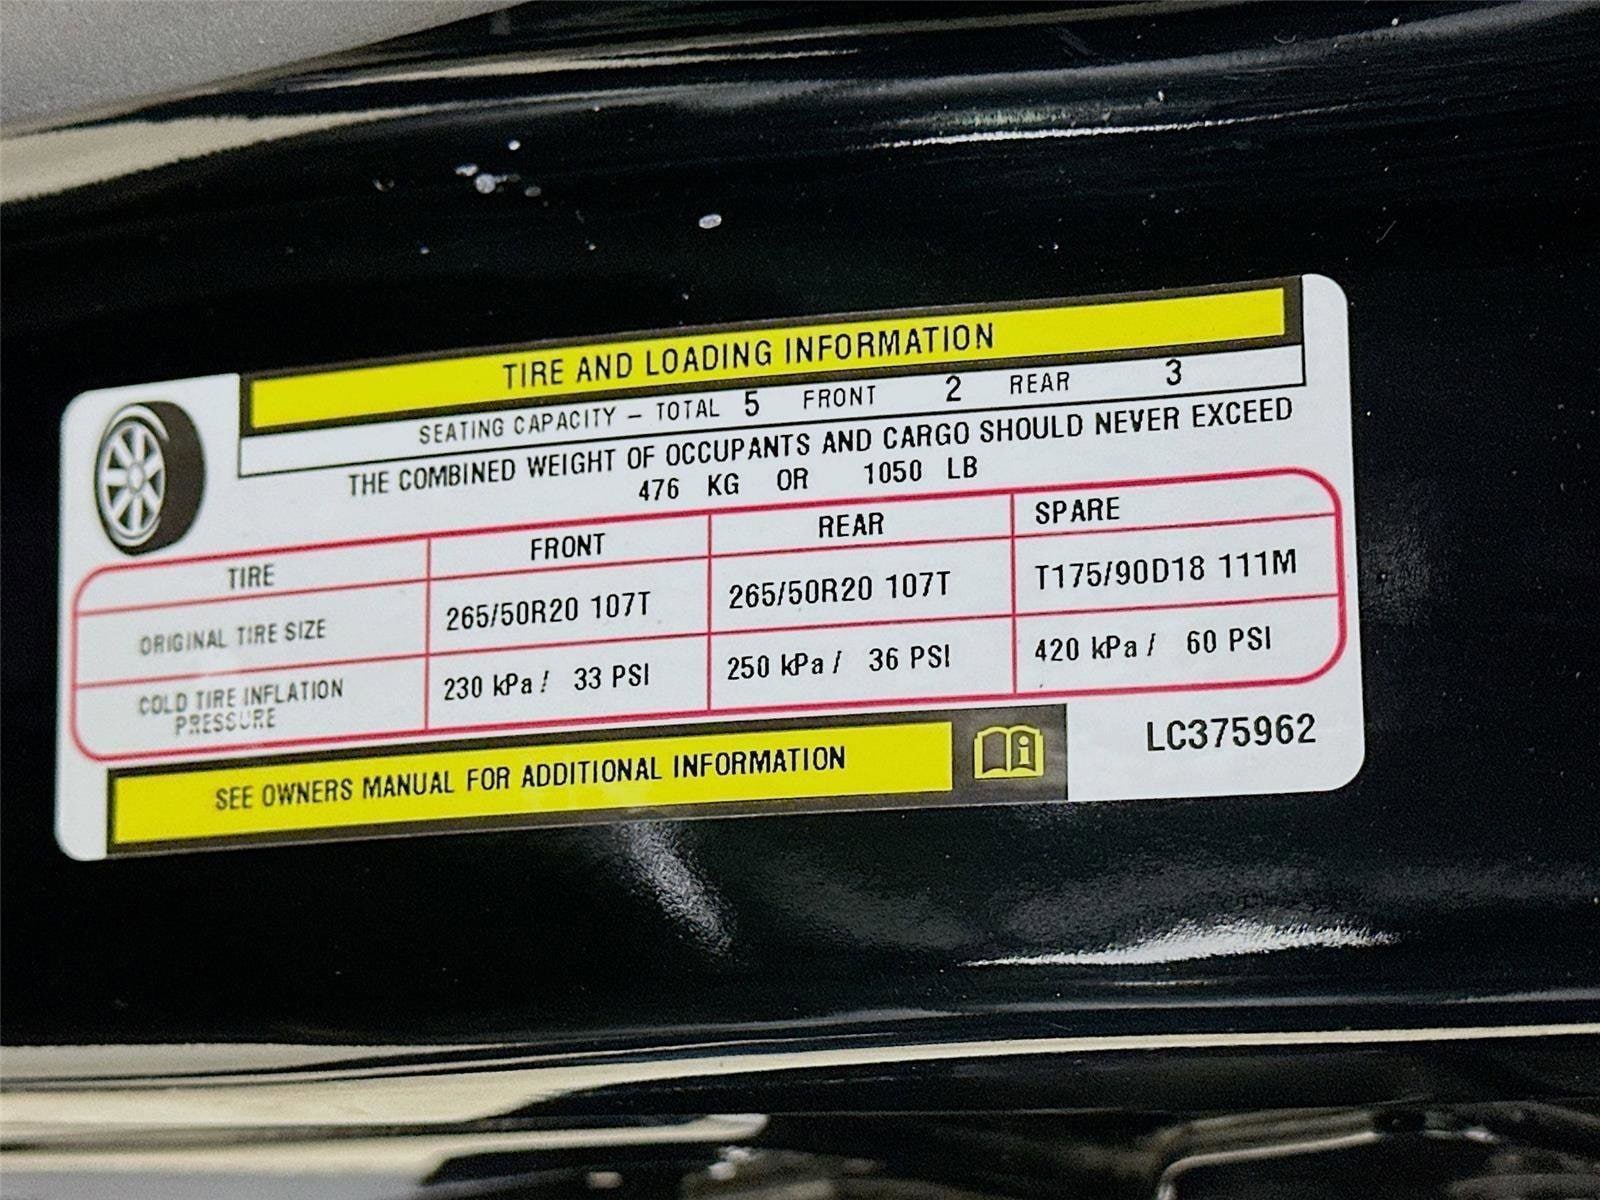 TIRE AND LOADING INFORMATION
SEATING CAPACITY – TOTAL 5 FRONT 2 REAR 3
THE COMBINED WEIGHT OF OCCUPANTS AND CARGO SHOULD NEVER EXCEED
476 KG OR 1050 LB
TIRE FRONT REAR SPARE
ORIGINAL TIRE SIZE 265/50R20 107T 265/50R20 107T T175/90D18 111M
COLD TIRE INFLATION PRESSURE 230 kPa / 33 PSI 250 kPa / 36 PSI 420 kPa / 60 PSI
SEE OWNERS MANUAL FOR ADDITIONAL INFORMATION
LC375962